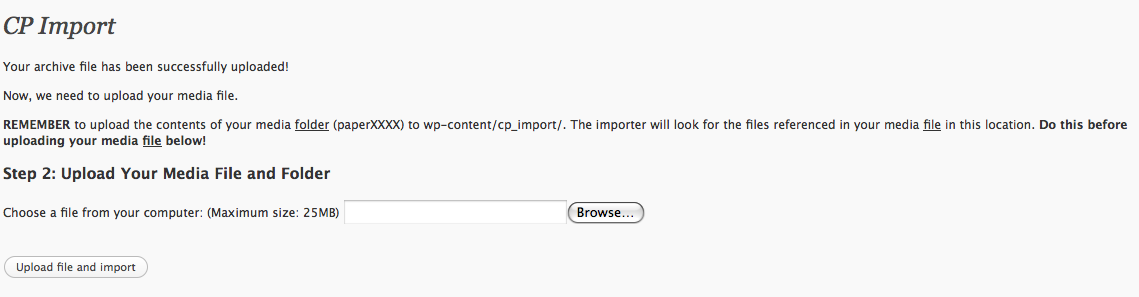 CP Import
Your archive file has been successfully uploaded!
Now, we need to upload your media file.
REMEMBER to upload the contents of your media folder (paperXXXX) to wp-content/cp_import/. The importer will look for the files referenced in your media file in this location. Do this before
uploading your media file below!
Step 2: Upload Your Media File and Folder
Choose a file from your computer: (Maximum size: 25MB) Browse...
Upload file and import